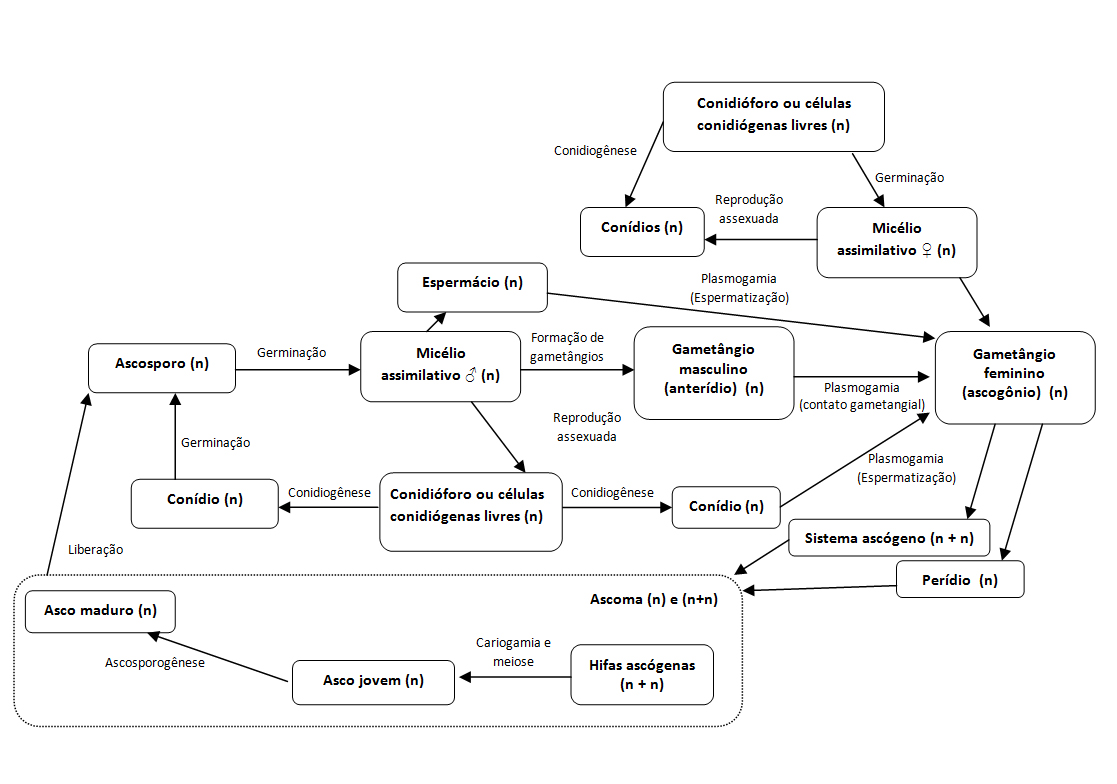 Conidióforo ou células
conidiógenas livres (n)
Conidiogênese
Germinação
Reprodução
assexuada
Conídios (n)
Micélio
assimilativo ♀ (n)
Espermácio (n)
Plasmogamia
(Espermatização)
Ascosporo (n)
Germinação
Micélio
assimilativo ♂ (n)
Formação de
gametângios
Gametângio
masculino
(anterídio) (n)
Plasmogamia
(contato gametangial)
Gametângio
feminino
(ascogônio) (n)
Reprodução
assexuada
Germinação
Plasmogamia
(Espermatização)
Conídio (n)
Conidiogênese
Conidióforo ou células
conidiógenas livres (n)
Conidiogênese
Conídio (n)
Sistema ascógeno (n + n)
Liberação
Perídio (n)
Ascoma (n) e (n+n)
Asco maduro (n)
Ascosporogênese
Asco jovem (n)
Cariogamia e
meiose
Hifas ascógenas
(n + n)